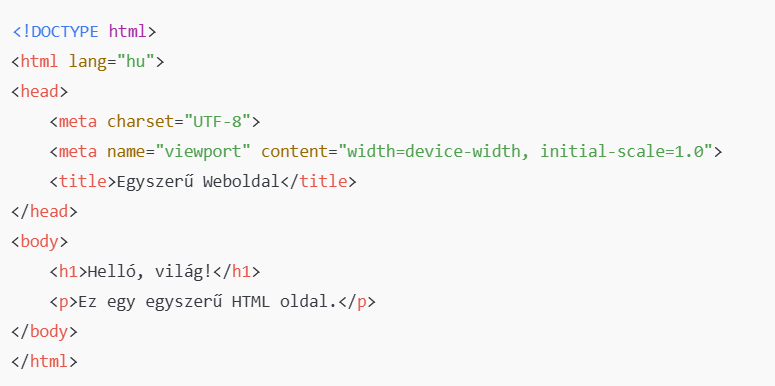 <!DOCTYPE html>
<html lang="hu">
<head>
    <meta charset="UTF-8">
    <meta name="viewport" content="width=device-width, initial-scale=1.0">
    <title>Egyszerű Weboldal</title>
</head>
<body>
    <h1>Helló, világ!</h1>
    <p>Ez egy egyszerű HTML oldal.</p>
</body>
</html>